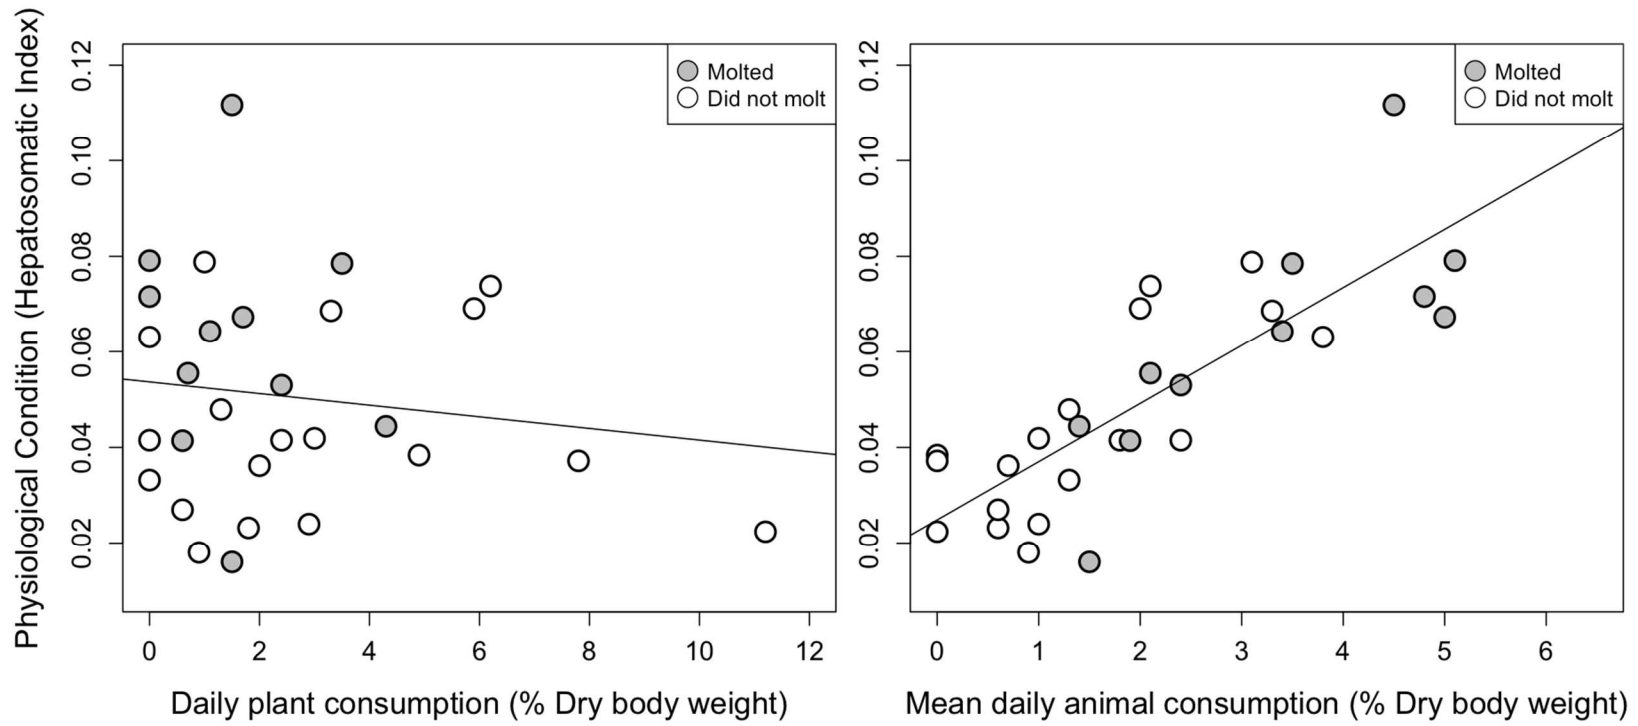 Physiological Condition (Hepatosomatic Index)
0.12
0.10
0.08
0.06
0.04
0.02
Molted
Did not molt
0 2 4 6 8 10 12
Daily plant consumption (% Dry body weight)
0.12
0.10
0.08
0.06
0.04
0.02
Molted
Did not molt
0 1 2 3 4 5 6
Mean daily animal consumption (% Dry body weight)